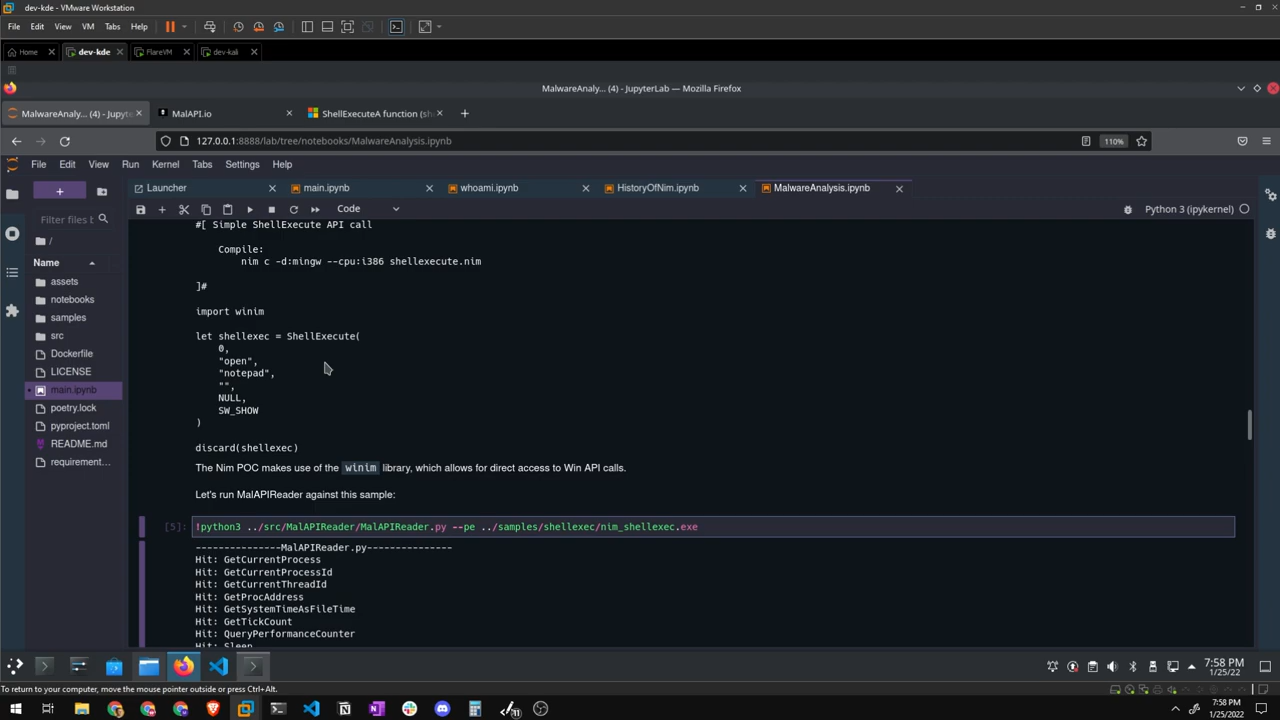 dev-kde - VMware Workstation
File Edit View VM Tabs Help
Home dev-kde FlareVM dev-kali
MalwareAnaly... (4) - JupyterLab — Mozilla Firefox
MalwareAnaly... (4) - Jupyte MalAPI.io ShellExecuteA function (sh
127.0.0.1:8888/lab/tree/notebooks/MalwareAnalysis.ipynb 110%
File Edit View Run Kernel Tabs Settings Help
Launcher main.ipynb whoami.ipynb HistoryOfNim.ipynb MalwareAnalysis.ipynb
Code Python 3 (ipykernel)
Filter files b
/
Name
assets
notebooks
samples
src
Dockerfile
LICENSE
main.ipynb
poetry.lock
pyproject.toml
README.md
requirement...
#[ Simple ShellExecute API call
Compile:
nim c -d:mingw --cpu:i386 shellexecute.nim
]#
import winim
let shellexec = ShellExecute(
0,
"open",
"notepad",
"",
NULL,
SW_SHOW
)
discard(shellexec)
The Nim POC makes use of the winim library, which allows for direct access to Win API calls.
Let's run MalAPIReader against this sample:
[5]: !python3 ../src/MalAPIReader/MalAPIReader.py --pe ../samples/shellexec/nim_shellexec.exe
---------------MalAPIReader.py---------------
Hit: GetCurrentProcess
Hit: GetCurrentProcessId
Hit: GetCurrentThreadId
Hit: GetProcAddress
Hit: GetSystemTimeAsFileTime
Hit: GetTickCount
Hit: QueryPerformanceCounter
Hit: Sleep
7:58 PM
1/25/22
To return to your computer, move the mouse pointer outside or press Ctrl+Alt.
7:58 PM
1/25/2022